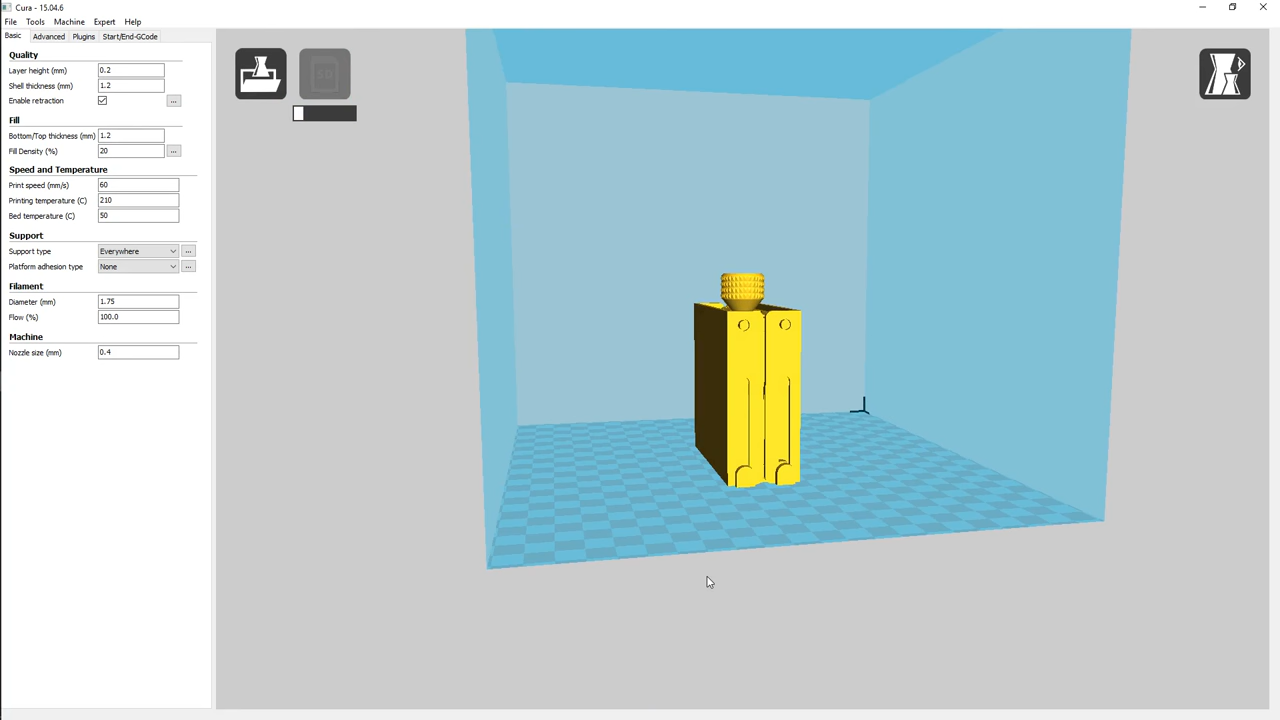 Cura - 15.04.6
File Tools Machine Expert Help
Basic Advanced Plugins Start/End-GCode
Quality
Layer height (mm) 0.2
Shell thickness (mm) 1.2
Enable retraction ...
Fill
Bottom/Top thickness (mm) 1.2
Fill Density (%) 20 ...
Speed and Temperature
Print speed (mm/s) 60
Printing temperature (C) 210
Bed temperature (C) 50
Support
Support type Everywhere ...
Platform adhesion type None ...
Filament
Diameter (mm) 1.75
Flow (%) 100.0
Machine
Nozzle size (mm) 0.4
SD